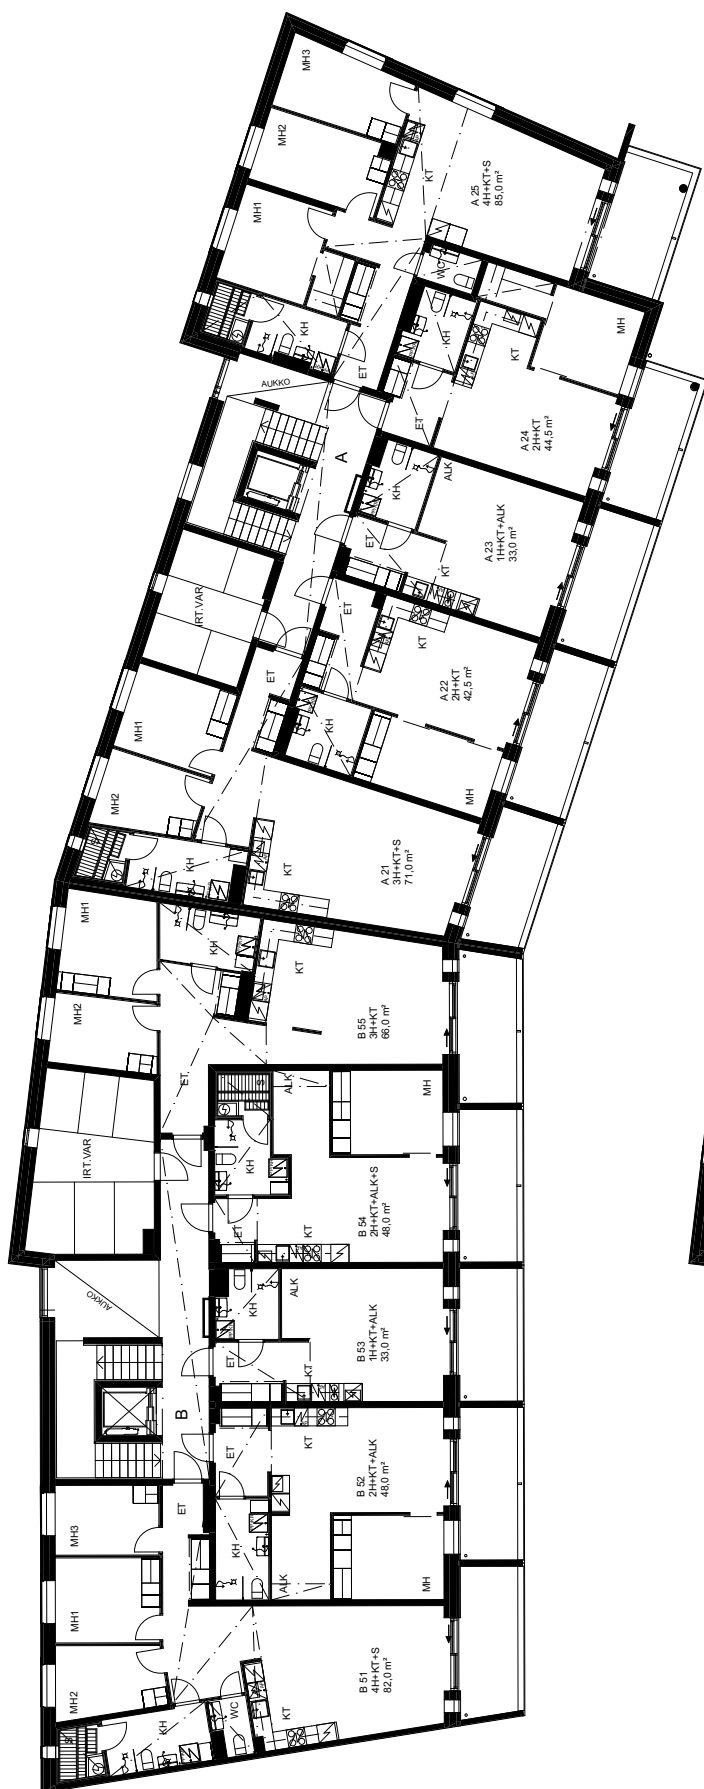 MH3
MH2
MH1
KT
A 25
4H+KT+S
85,0 m²
WC
KH
ET
KH
KT
MH
ET
A 24
2H+KT
44,5 m²
AUKKO
A
ALK
KH
ET
KT
A 23
1H+KT+ALK
33,0 m²
IRT.VAR
ET
KT
A 22
2H+KT
42,5 m²
KH
MH
ET
MH1
MH2
S
KH
KT
A 21
3H+KT+S
71,0 m²
MH1
MH2
KH
KT
B 55
3H+KT
66,0 m²
ET
IRT.VAR
S
ALK
MH
KH
ET
KT
B 54
2H+KT+ALK+S
48,0 m²
AUKKO
KH
ALK
ET
KT
B 53
1H+KT+ALK
33,0 m²
B
ET
KT
B 52
2H+KT+ALK
48,0 m²
KH
ALK
MH
MH3
ET
MH1
MH2
S
KH
WC
KT
B 51
4H+KT+S
82,0 m²